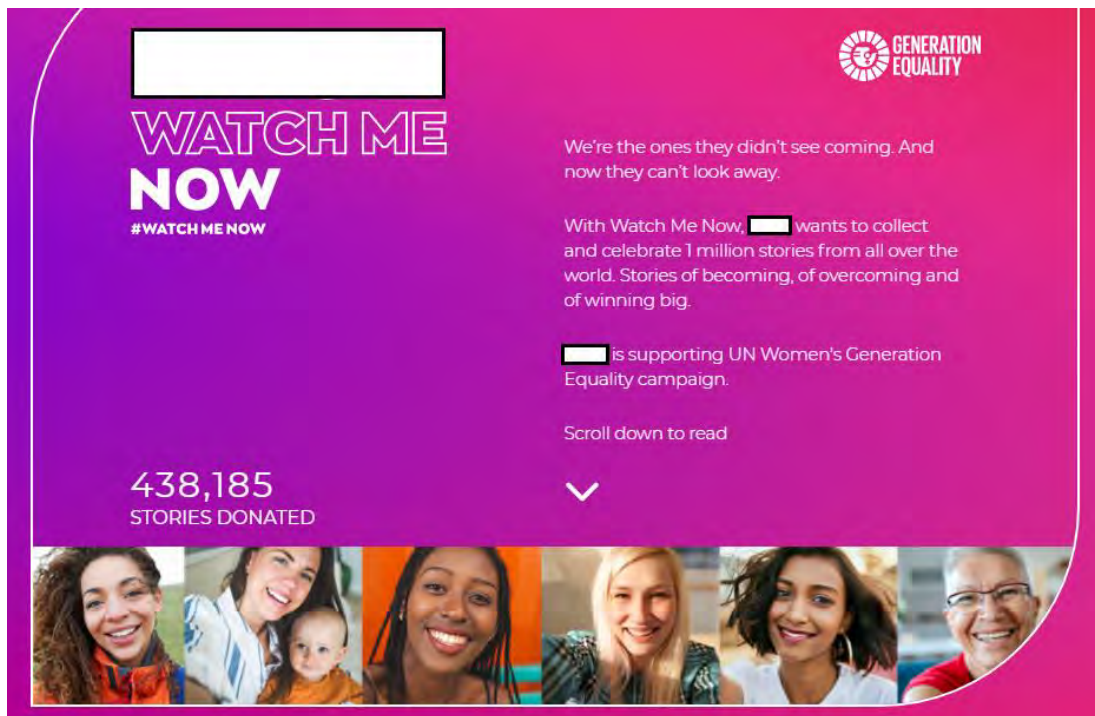 GENERATION
EQUALITY
WATCH ME
NOW
#WATCH ME NOW
We're the ones they didn't see coming. And
now they can't look away.
With Watch Me Now, wants to collect
and celebrate 1 million stories from all over the
world. Stories of becoming, of overcoming and
of winning big.
is supporting UN Women's Generation
Equality campaign.
Scroll down to read
438,185
STORIES DONATED